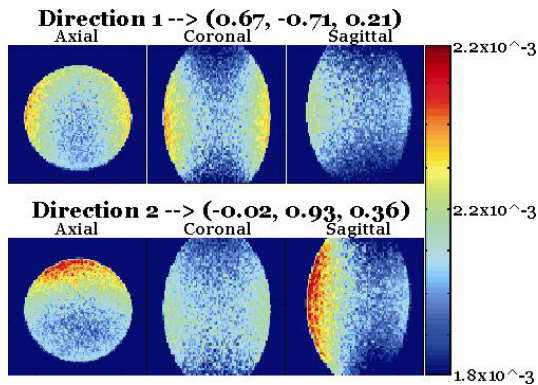 Direction 1 --> (0.67, -0.71, 0.21)
Axial Coronal Sagittal
2.2x10^-3
2.2x10^-3
Direction 2 --> (-0.02, 0.93, 0.36)
Axial Coronal Sagittal
1.8x10^-3